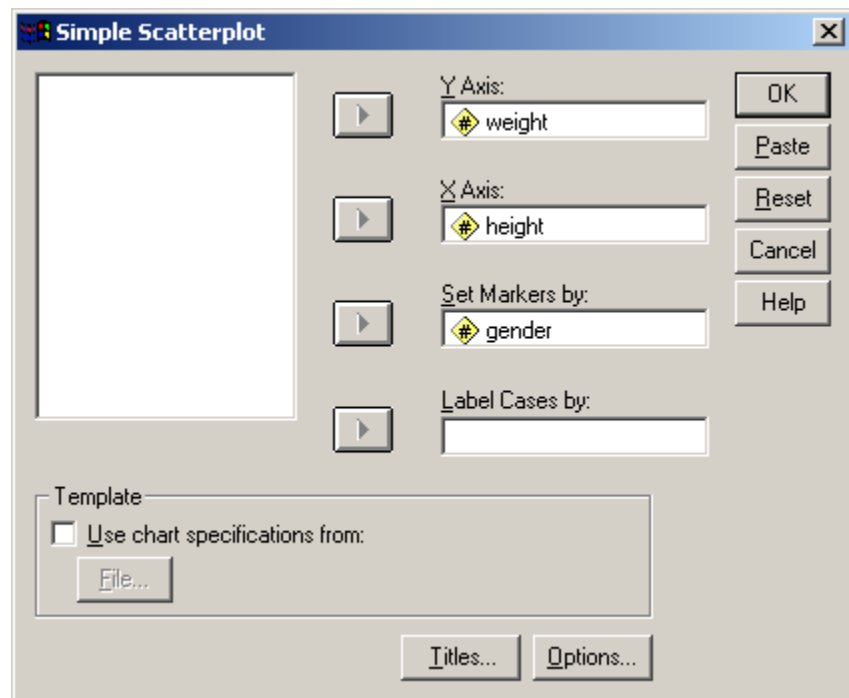 Simple Scatterplot
Y Axis:
# weight
X Axis:
# height
Set Markers by:
# gender
Label Cases by:
OK
Paste
Reset
Cancel
Help
Template
Use chart specifications from:
File...
Titles...
Options...